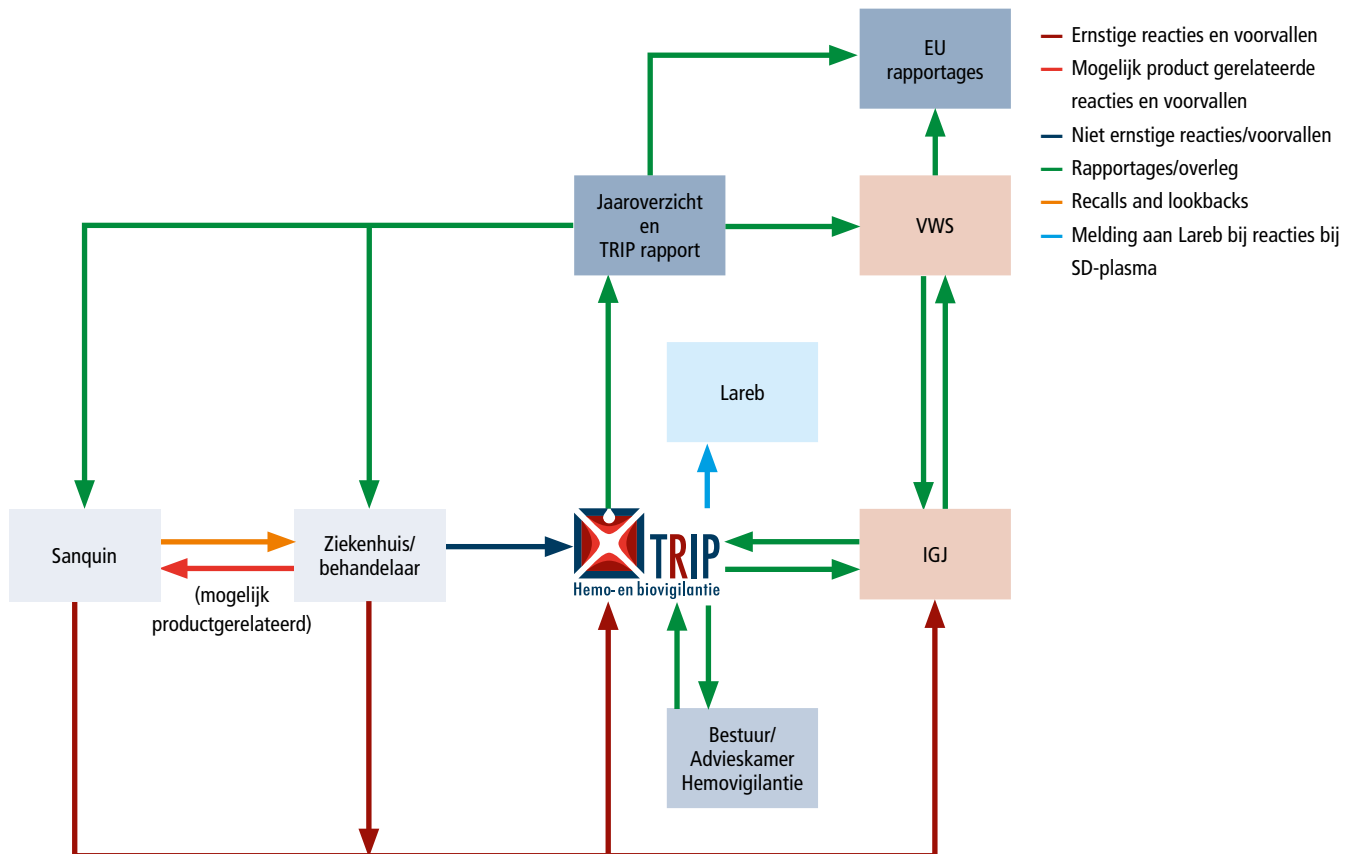 EU
rapportages
Ernstige reacties en voorvallen
Mogelijk product gerelateerde
reacties en voorvallen
Niet ernstige reacties/voorvallen
Rapportages/overleg
Recalls and lookbacks
Melding aan Lareb bij reacties bij
SD-plasma
Jaaroverzicht
en
TRIP rapport
VWS
Lareb
Sanquin
Ziekenhuis/
behandelaar
(mogelijk
productgerelateerd)
TRIP
Hemo- en biovigilantie
IGJ
Bestuur/
Advieskamer
Hemovigilantie